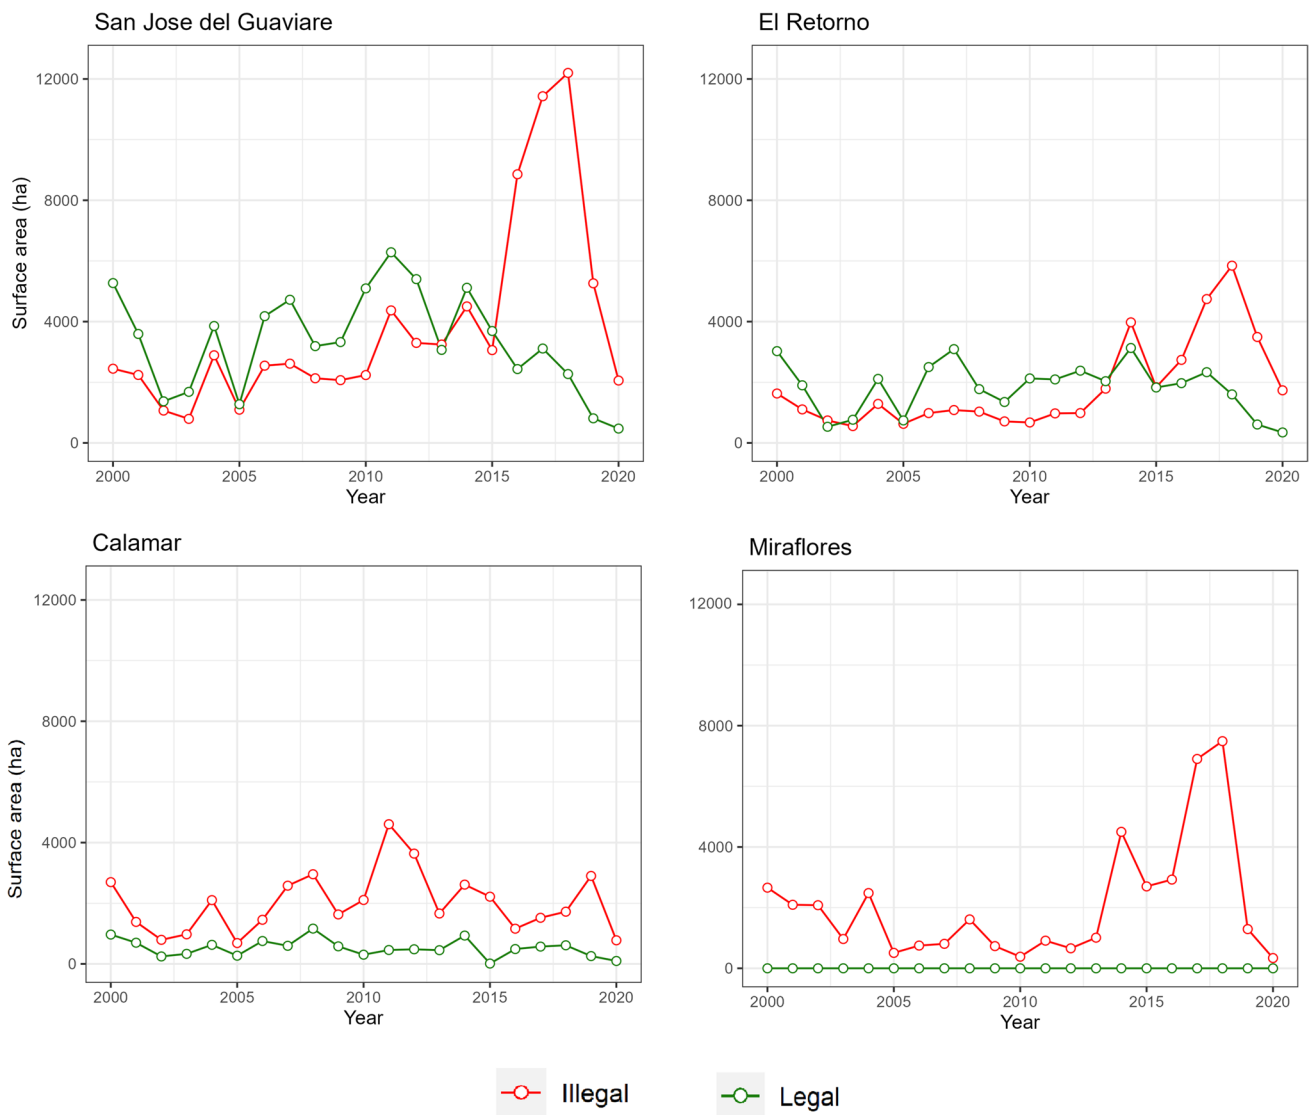 San Jose del Guaviare
El Retorno
12000
8000
4000
0
Surface area (ha)
2000 2005 2010 2015 2020
Year
12000
8000
4000
0
2000 2005 2010 2015 2020
Year
Calamar
Miraflores
12000
8000
4000
0
Surface area (ha)
2000 2005 2010 2015 2020
Year
12000
8000
4000
0
2000 2005 2010 2015 2020
Year
Illegal Legal